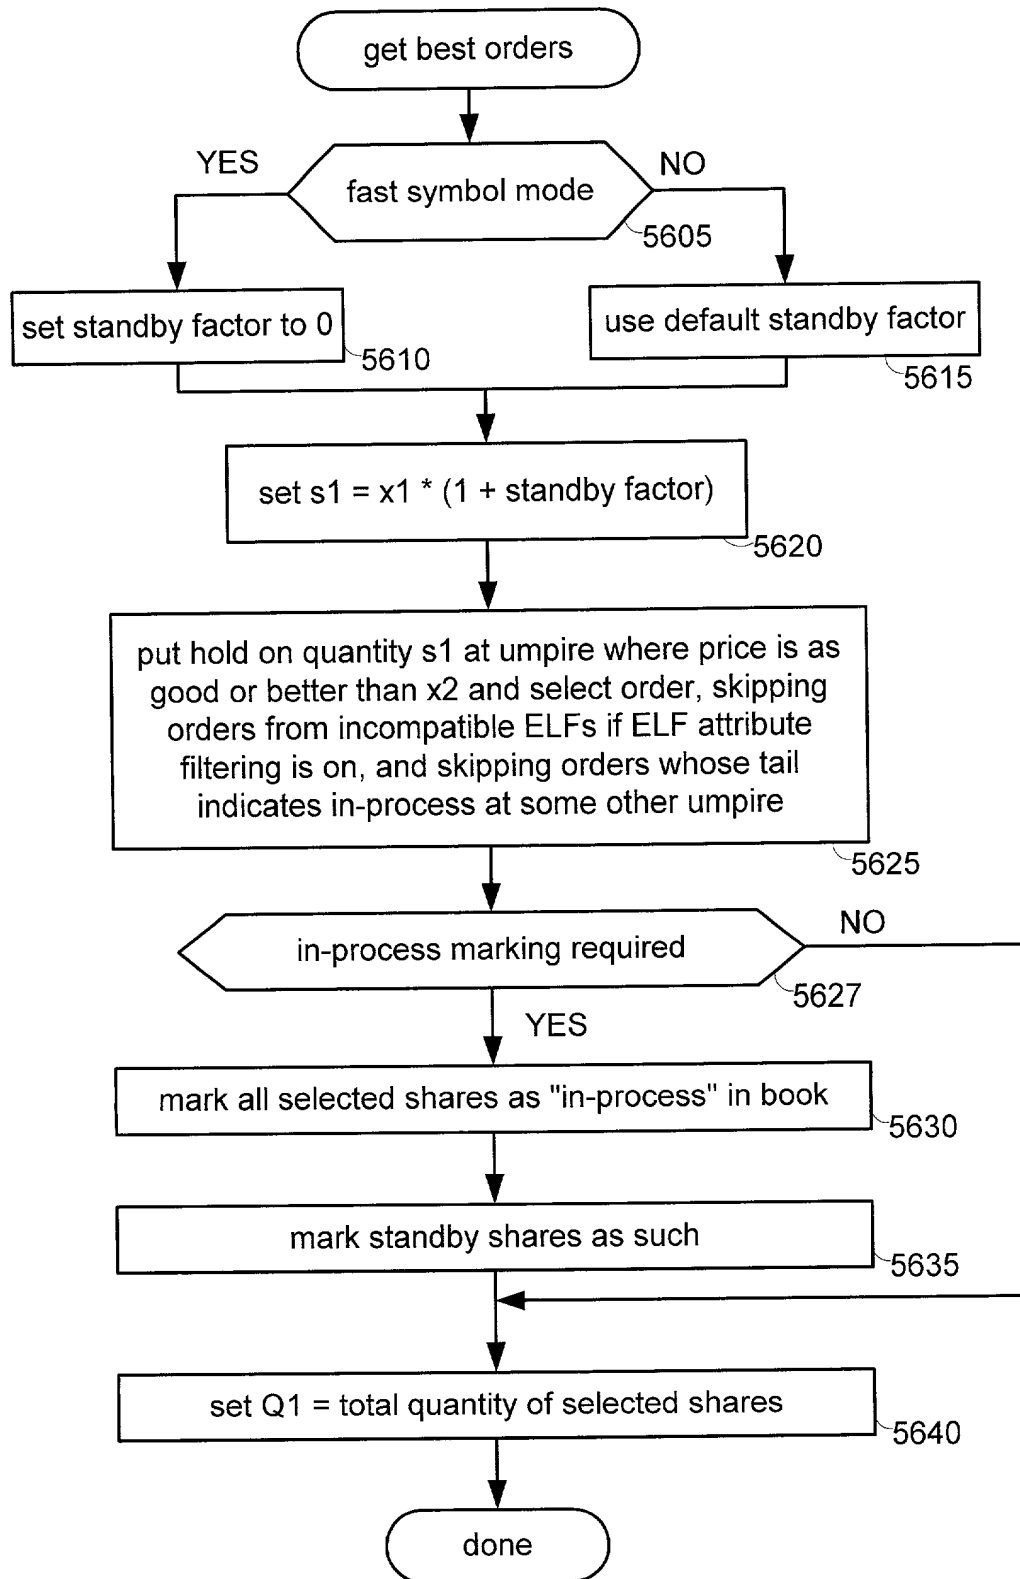 get best orders
YES
NO
fast symbol mode
5605
set standby factor to 0
5610
use default standby factor
5615
set s1 = x1 * (1 + standby factor)
5620
put hold on quantity s1 at umpire where price is as
good or better than x2 and select order, skipping
orders from incompatible ELFs if ELF attribute
filtering is on, and skipping orders whose tail
indicates in-process at some other umpire
5625
in-process marking required
NO
5627
YES
mark all selected shares as "in-process" in book
5630
mark standby shares as such
5635
set Q1 = total quantity of selected shares
5640
done